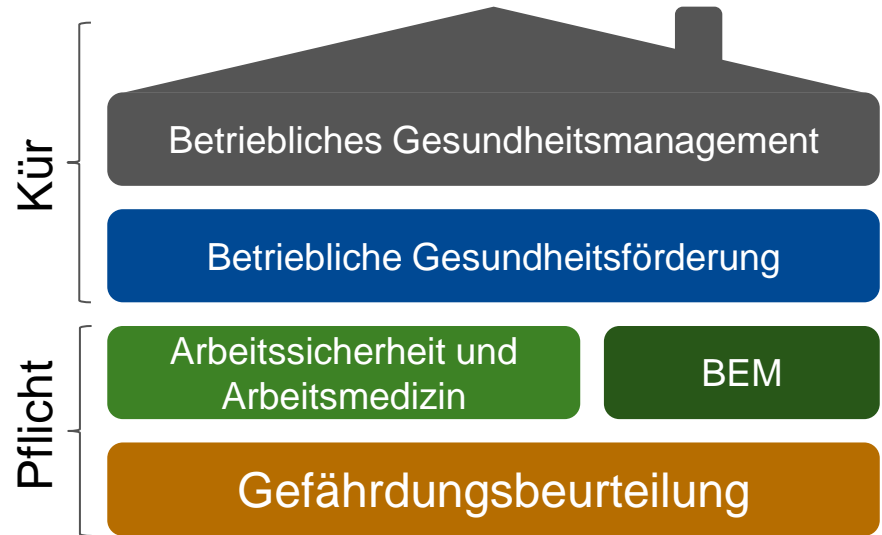 Kür
Betriebliches Gesundheitsmanagement
Betriebliche Gesundheitsförderung
Pflicht
Arbeitssicherheit und
Arbeitsmedizin
BEM
Gefährdungsbeurteilung